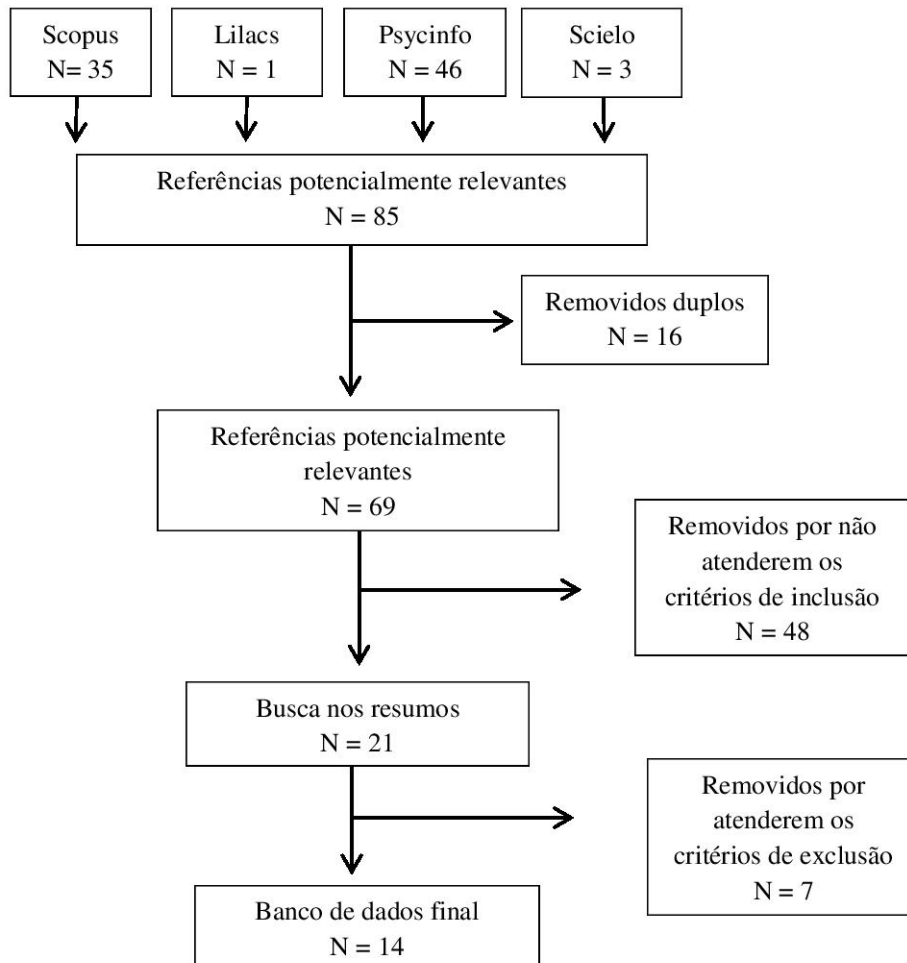 Scopus
N= 35
Lilacs
N = 1
Psycinfo
N = 46
Scielo
N = 3
Referências potencialmente relevantes
N = 85
Removidos duplos
N = 16
Referências potencialmente
relevantes
N = 69
Removidos por não
atenderem os
critérios de inclusão
N = 48
Busca nos resumos
N = 21
Removidos por
atenderem os
critérios de exclusão
N = 7
Banco de dados final
N = 14